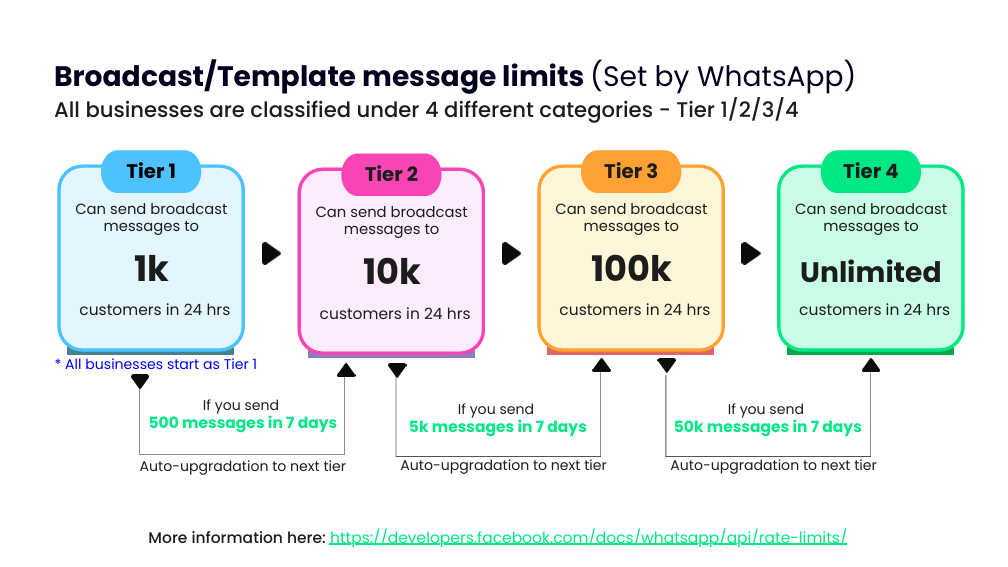 Broadcast/Template message limits (Set by WhatsApp)
All businesses are classified under 4 different categories - Tier 1/2/3/4
Tier 1
Can send broadcast
messages to
1k
customers in 24 hrs
* All businesses start as Tier 1
Tier 2
Can send broadcast
messages to
10k
customers in 24 hrs
Tier 3
Can send broadcast
messages to
100k
customers in 24 hrs
Tier 4
Can send broadcast
messages to
Unlimited
customers in 24 hrs
If you send
500 messages in 7 days
Auto-upgradation to next tier
If you send
5k messages in 7 days
Auto-upgradation to next tier
If you send
50k messages in 7 days
Auto-upgradation to next tier
More information here: https://developers.facebook.com/docs/whatsapp/api/rate-limits/